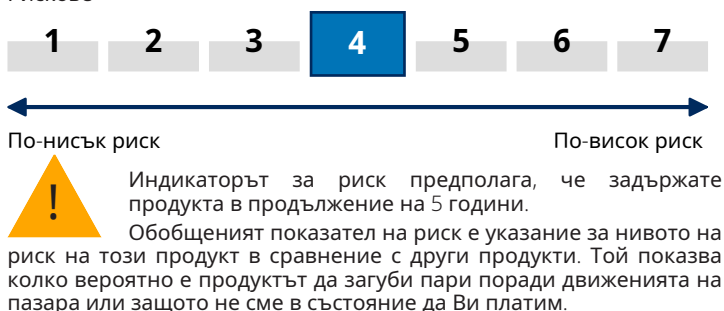 1 2 3 4 5 6 7
По-нисък риск По-висок риск
! Индикаторът за риск предполага, че задържате
продукта в продължение на 5 години.
Обобщеният показател на риск е указание за нивото на
риск на този продукт в сравнение с други продукти. Той показва
колко вероятно е продуктът да загуби пари поради движенията на
пазара или защото не сме в състояние да Ви платим.